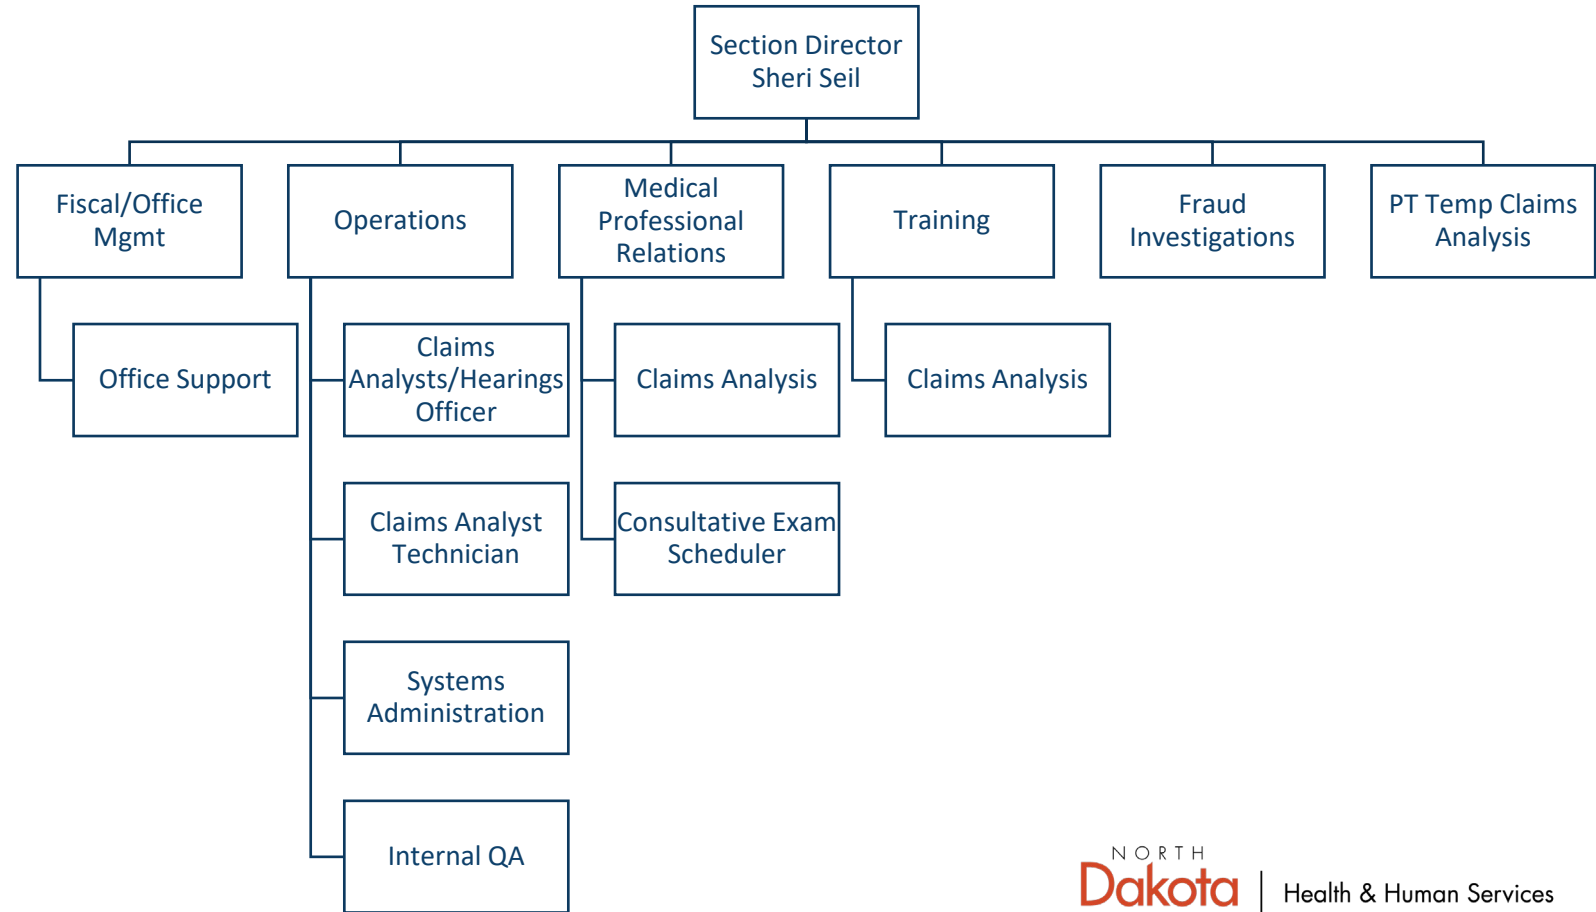 Section Director
Sheri Seil
Fiscal/Office
Mgmt
Operations
Medical
Professional
Relations
Training
Fraud
Investigations
PT Temp Claims
Analysis
Office Support
Claims
Analysts/Hearings
Officer
Claims Analysis
Claims Analysis
Claims Analyst
Technician
Consultative Exam
Scheduler
Systems
Administration
Internal QA
NORTH
Dakota
Health & Human Services